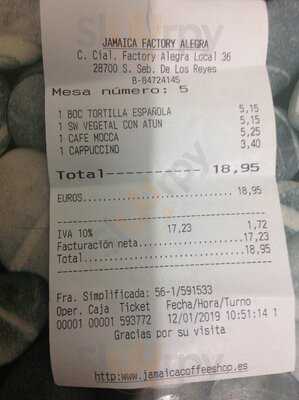 JAMAICA FACTORY ALEGRA
C. Cial. Factory Alegra Local 36
28700 S. Seb. De Los Reyes
B-84724145
Mesa número: 5
1 BOC TORTILLA ESPAÑOLA 5,15
1 SW VEGETAL CON ATUN 5,15
1 CAFE MOCCA 5,25
1 CAPPUCCINO 3,40
Total---------- 18,95
EUROS.............................. 18,95
IVA 10% 17,23 1,72
Facturación neta....................17,23
Total...............................18,95
Fra. Simplificada: 56-1/591533
Oper. Caja Ticket Fecha/Hora/Turno
00001 00001 593772 12/01/2019 10:51:14 1
Gracias por su visita
http:www.jamaicacoffeeshop.es